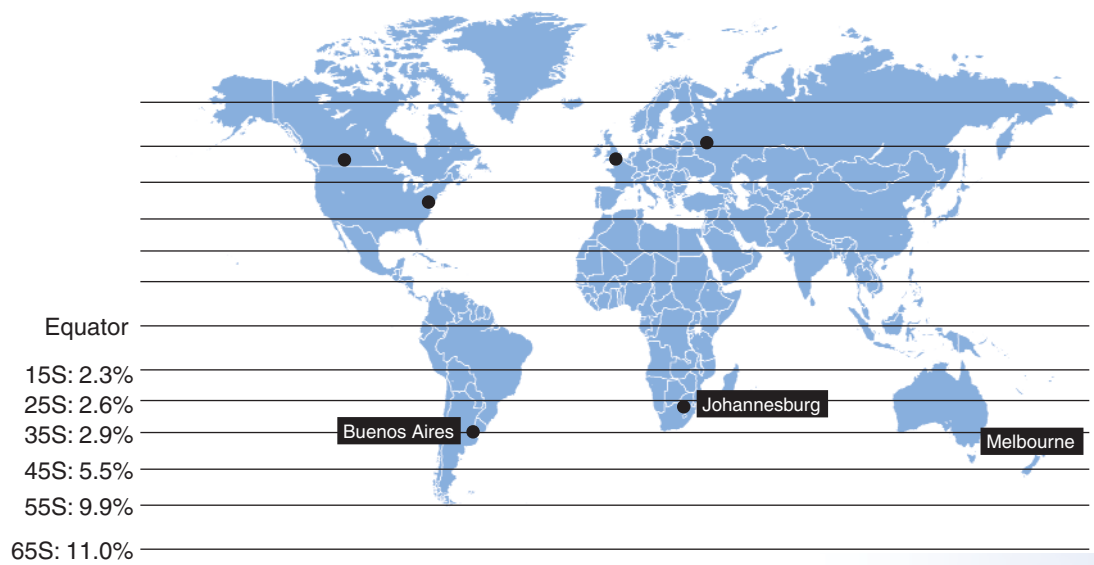 Equator
15S: 2.3%
25S: 2.6%
Johannesburg
35S: 2.9%
Buenos Aires
Melbourne
45S: 5.5%
55S: 9.9%
65S: 11.0%